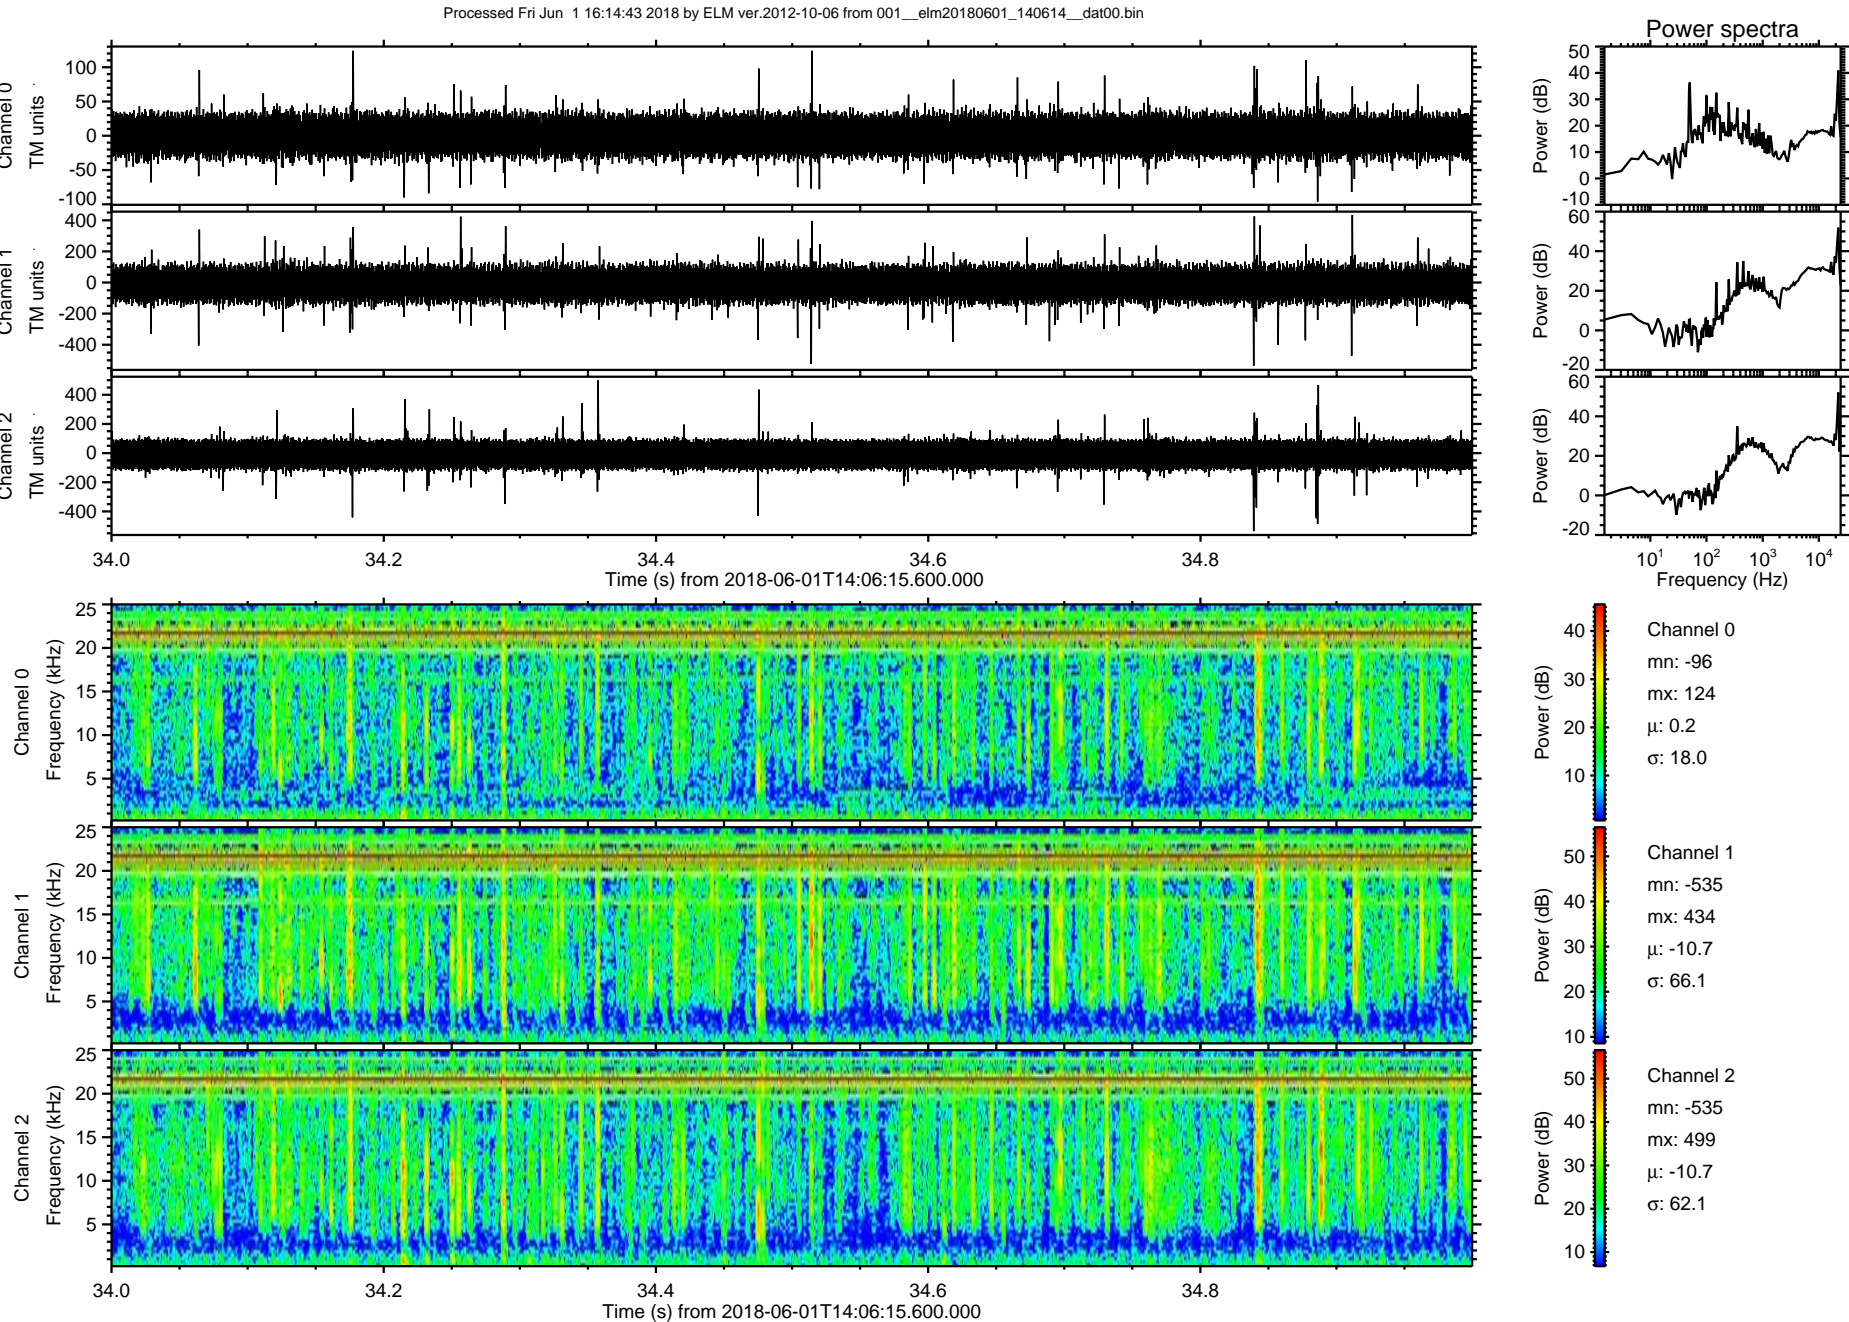 Processed Fri Jun  1 16:14:43 2018 by ELM ver.2012-10-06 from 001__elm20180601_140614__dat00.bin
Power spectra
Channel 0
TM units
100
50
0
-50
-100
Power (dB)
50
40
30
20
10
0
-10
Channel 1
TM units
400
200
0
-200
-400
Power (dB)
60
40
20
0
-20
Channel 2
TM units
400
200
0
-200
-400
Power (dB)
60
40
20
0
-20
34.0 34.2 34.4 34.6 34.8
Time (s) from 2018-06-01T14:06:15.600.000
10¹ 10² 10³ 10⁴
Frequency (Hz)
Channel 0
Frequency (kHz)
25
20
15
10
5
Power (dB)
40
30
20
10
Channel 0
mn: -96
mx: 124
μ: 0.2
σ: 18.0
Channel 1
Frequency (kHz)
25
20
15
10
5
Power (dB)
50
40
30
20
10
Channel 1
mn: -535
mx: 434
μ: -10.7
σ: 66.1
Channel 2
Frequency (kHz)
25
20
15
10
5
Power (dB)
50
40
30
20
10
Channel 2
mn: -535
mx: 499
μ: -10.7
σ: 62.1
34.0 34.2 34.4 34.6 34.8
Time (s) from 2018-06-01T14:06:15.600.000